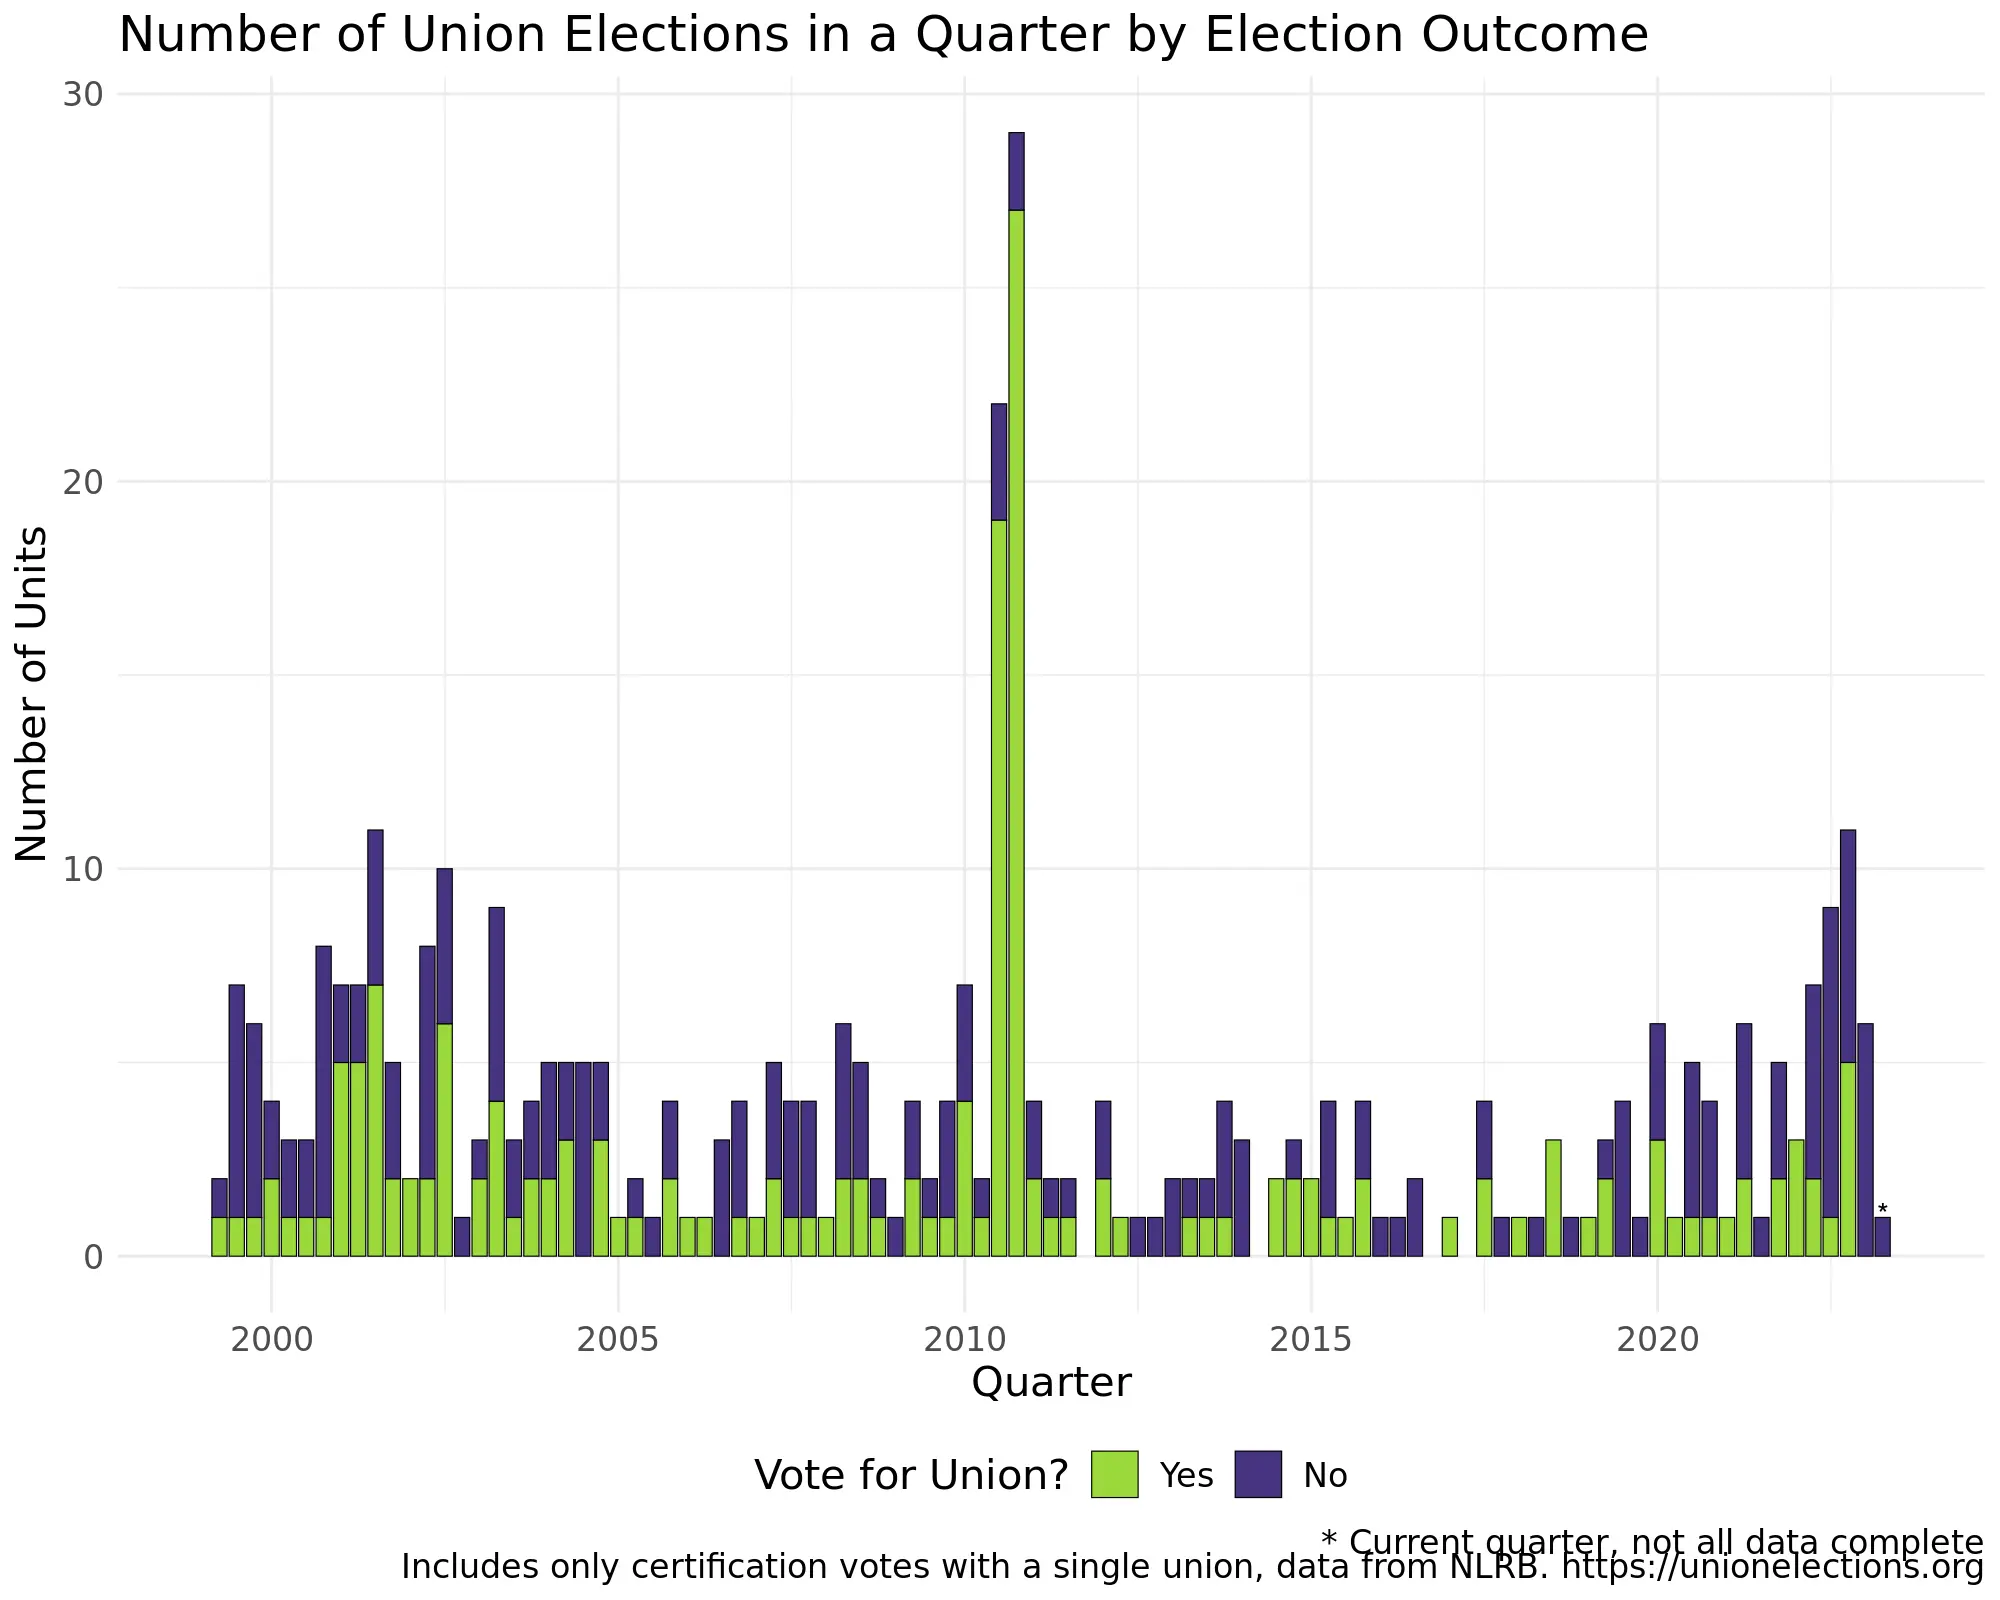 Number of Union Elections in a Quarter by Election Outcome
30
20
10
0
Number of Units
*
2000 2005 2010 2015 2020
Quarter
Vote for Union? Yes No
* Current quarter, not all data complete
Includes only certification votes with a single union, data from NLRB. https://unionelections.org